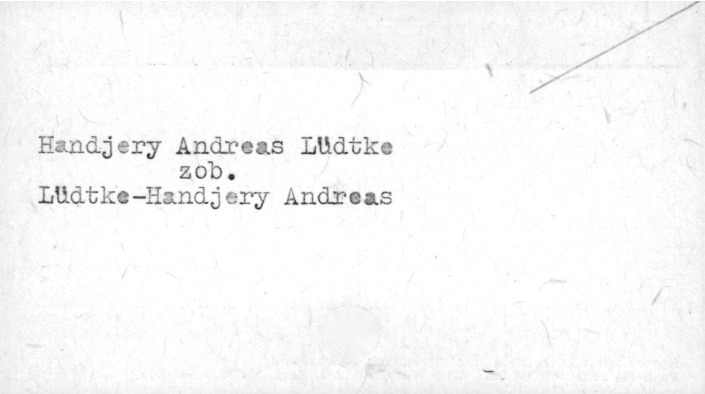 Handjery Andreas Lüdtke
zob.
Lüdtke-Handjery Andreas